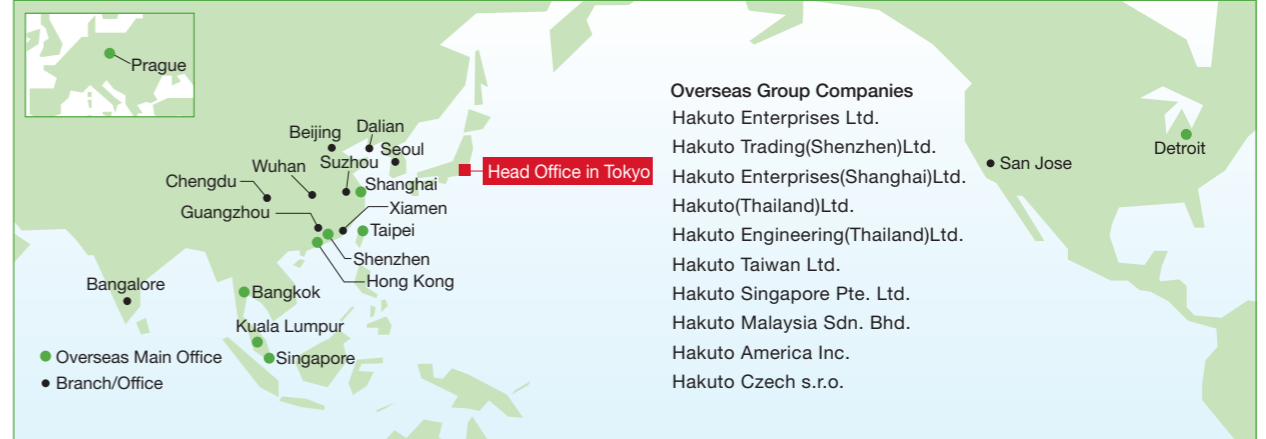 Prague
Beijing
Dalian
Seoul
Wuhan
Suzhou
Chengdu
Shanghai
Guangzhou
Xiamen
Taipei
Shenzhen
Hong Kong
Bangalore
Bangkok
Kuala Lumpur
Singapore
Overseas Main Office
Branch/Office
Head Office in Tokyo
Overseas Group Companies
Hakuto Enterprises Ltd.
Hakuto Trading(Shenzhen)Ltd.
Hakuto Enterprises(Shanghai)Ltd.
Hakuto(Thailand)Ltd.
Hakuto Engineering(Thailand)Ltd.
Hakuto Taiwan Ltd.
Hakuto Singapore Pte. Ltd.
Hakuto Malaysia Sdn. Bhd.
Hakuto America Inc.
Hakuto Czech s.r.o.
San Jose
Detroit